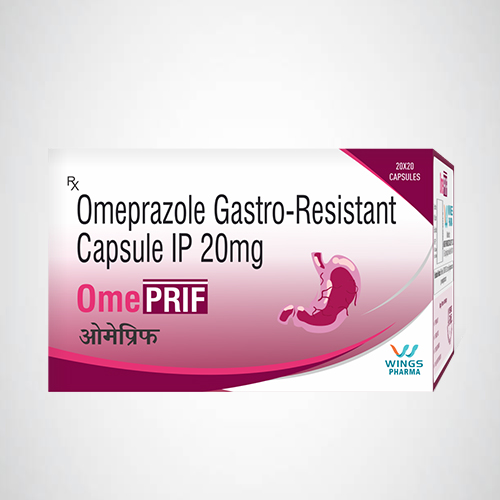 20X20
CAPSULES
Rx
Omeprazole Gastro-Resistant
Capsule IP 20mg
OmePRIF
ओमेप्रिफ
WINGS
PHARMA